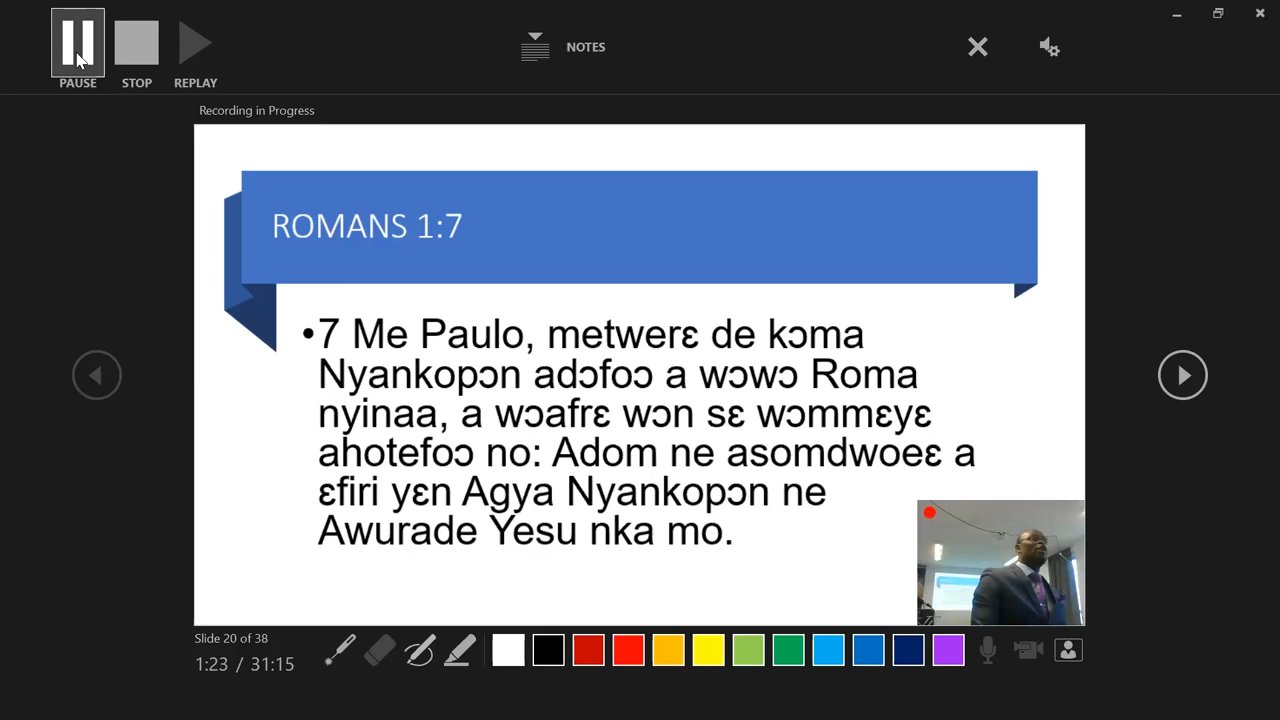 PAUSE
STOP
REPLAY
NOTES
Recording in Progress
ROMANS 1:7
•7 Me Paulo, metwerɛ de kɔma
Nyankopɔn adɔfoɔ a wɔwɔ Roma
nyinaa, a wɔafrɛ wɔn sɛ wɔmmɛyɛ
ahotefoɔ no: Adom ne asomdwoeɛ a
ɛfiri yɛn Agya Nyankopɔn ne
Awurade Yesu nka mo.
Slide 20 of 38
1:23 / 31:15